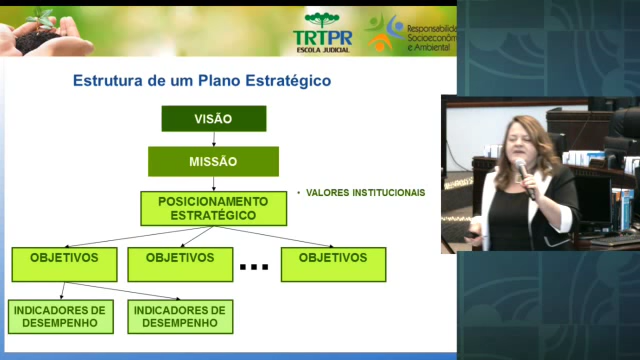 TRTPR
ESCOLA JUDICIAL
Responsabilidade
Socioeconôm
e Ambiental
Estrutura de um Plano Estratégico
VISÃO
MISSÃO
POSICIONAMENTO
ESTRATÉGICO
• VALORES INSTITUCIONAIS
OBJETIVOS
OBJETIVOS
...
OBJETIVOS
INDICADORES DE
DESEMPENHO
INDICADORES DE
DESEMPENHO